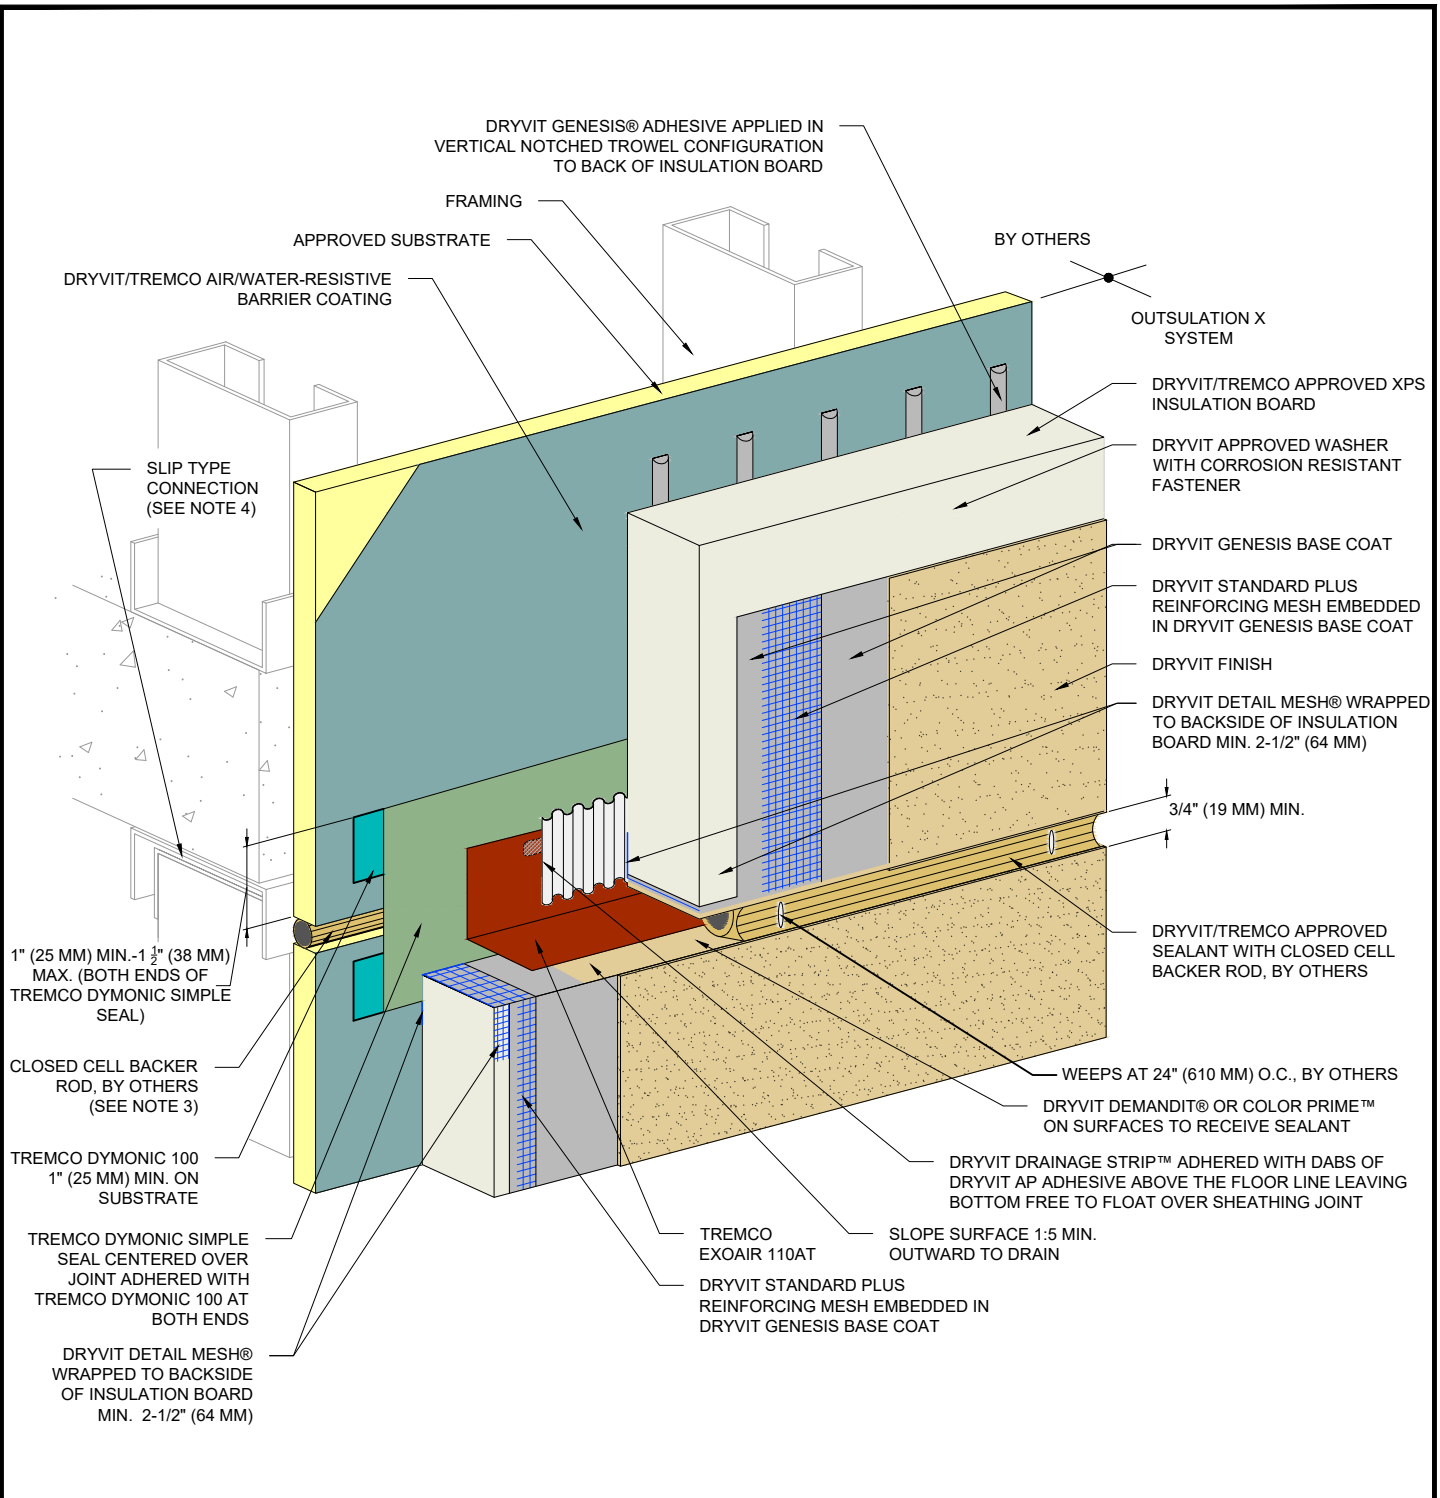 DRYVIT GENESIS® ADHESIVE APPLIED IN
VERTICAL NOTCHED TROWEL CONFIGURATION
TO BACK OF INSULATION BOARD
FRAMING
APPROVED SUBSTRATE
DRYVIT/TREMCO AIR/WATER-RESISTIVE
BARRIER COATING
BY OTHERS
OUTSULATION X
SYSTEM
DRYVIT/TREMCO APPROVED XPS
INSULATION BOARD
DRYVIT APPROVED WASHER
WITH CORROSION RESISTANT
FASTENER
SLIP TYPE
CONNECTION
(SEE NOTE 4)
DRYVIT GENESIS BASE COAT
DRYVIT STANDARD PLUS
REINFORCING MESH EMBEDDED
IN DRYVIT GENESIS BASE COAT
DRYVIT FINISH
DRYVIT DETAIL MESH® WRAPPED
TO BACKSIDE OF INSULATION
BOARD MIN. 2-1/2" (64 MM)
3/4" (19 MM) MIN.
DRYVIT/TREMCO APPROVED
SEALANT WITH CLOSED CELL
BACKER ROD, BY OTHERS
1" (25 MM) MIN.-1 1/2" (38 MM)
MAX. (BOTH ENDS OF
TREMCO DYMONIC SIMPLE
SEAL)
CLOSED CELL BACKER
ROD, BY OTHERS
(SEE NOTE 3)
WEEPS AT 24" (610 MM) O.C., BY OTHERS
DRYVIT DEMANDIT® OR COLOR PRIME™
ON SURFACES TO RECEIVE SEALANT
TREMCO DYMONIC 100
1" (25 MM) MIN. ON
SUBSTRATE
DRYVIT DRAINAGE STRIP™ ADHERED WITH DABS OF
DRYVIT AP ADHESIVE ABOVE THE FLOOR LINE LEAVING
BOTTOM FREE TO FLOAT OVER SHEATHING JOINT
TREMCO DYMONIC SIMPLE
SEAL CENTERED OVER
JOINT ADHERED WITH
TREMCO DYMONIC 100 AT
BOTH ENDS
TREMCO
EXOAIR 110AT
SLOPE SURFACE 1:5 MIN.
OUTWARD TO DRAIN
DRYVIT STANDARD PLUS
REINFORCING MESH EMBEDDED IN
DRYVIT GENESIS BASE COAT
DRYVIT DETAIL MESH®
WRAPPED TO BACKSIDE
OF INSULATION BOARD
MIN. 2-1/2" (64 MM)